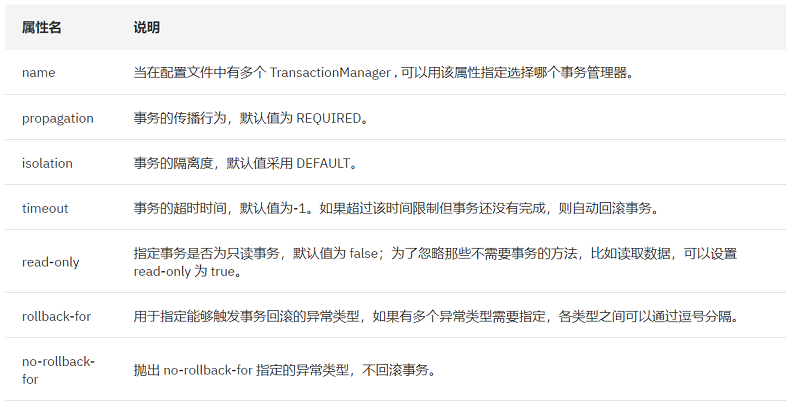 属性名 说明
name 当在配置文件中有多个 TransactionManager , 可以用该属性指定选择哪个事务管理器。
propagation 事务的传播行为，默认值为 REQUIRED。
isolation 事务的隔离度，默认值采用 DEFAULT。
timeout 事务的超时时间，默认值为-1。如果超过该时间限制但事务还没有完成，则自动回滚事务。
read-only 指定事务是否为只读事务，默认值为 false；为了忽略那些不需要事务的方法，比如读取数据，可以设置
read-only 为 true。
rollback-for 用于指定能够触发事务回滚的异常类型，如果有多个异常类型需要指定，各类型之间可以通过逗号分隔。
no-rollback-
for
抛出 no-rollback-for 指定的异常类型，不回滚事务。